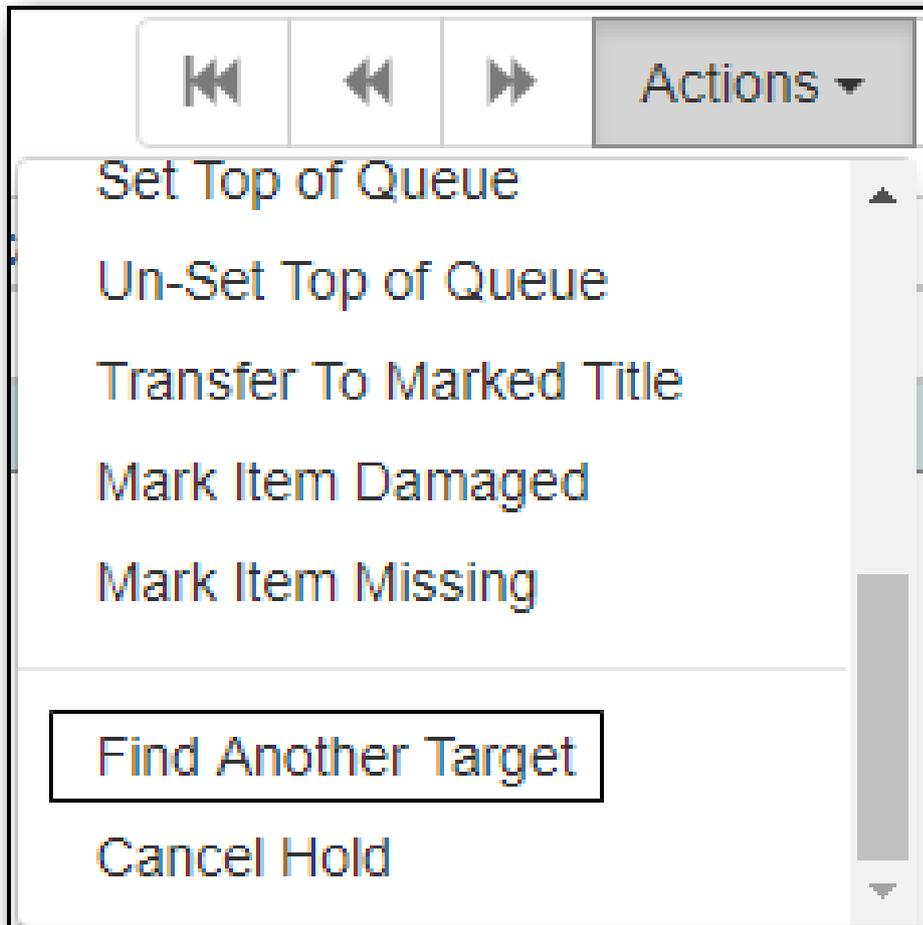 Actions
Set Top of Queue
Un-Set Top of Queue
Transfer To Marked Title
Mark Item Damaged
Mark Item Missing
Find Another Target
Cancel Hold